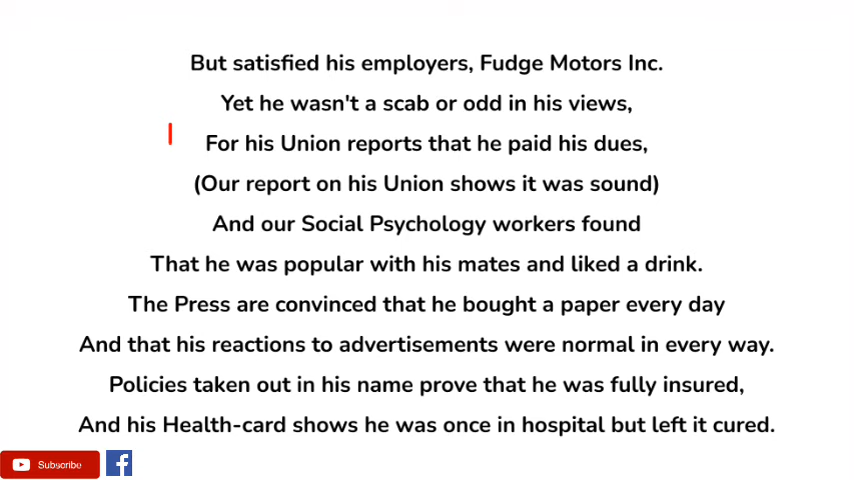 But satisfied his employers, Fudge Motors Inc.
Yet he wasn't a scab or odd in his views,
For his Union reports that he paid his dues,
(Our report on his Union shows it was sound)
And our Social Psychology workers found
That he was popular with his mates and liked a drink.
The Press are convinced that he bought a paper every day
And that his reactions to advertisements were normal in every way.
Policies taken out in his name prove that he was fully insured,
And his Health-card shows he was once in hospital but left it cured.
Subscribe
f